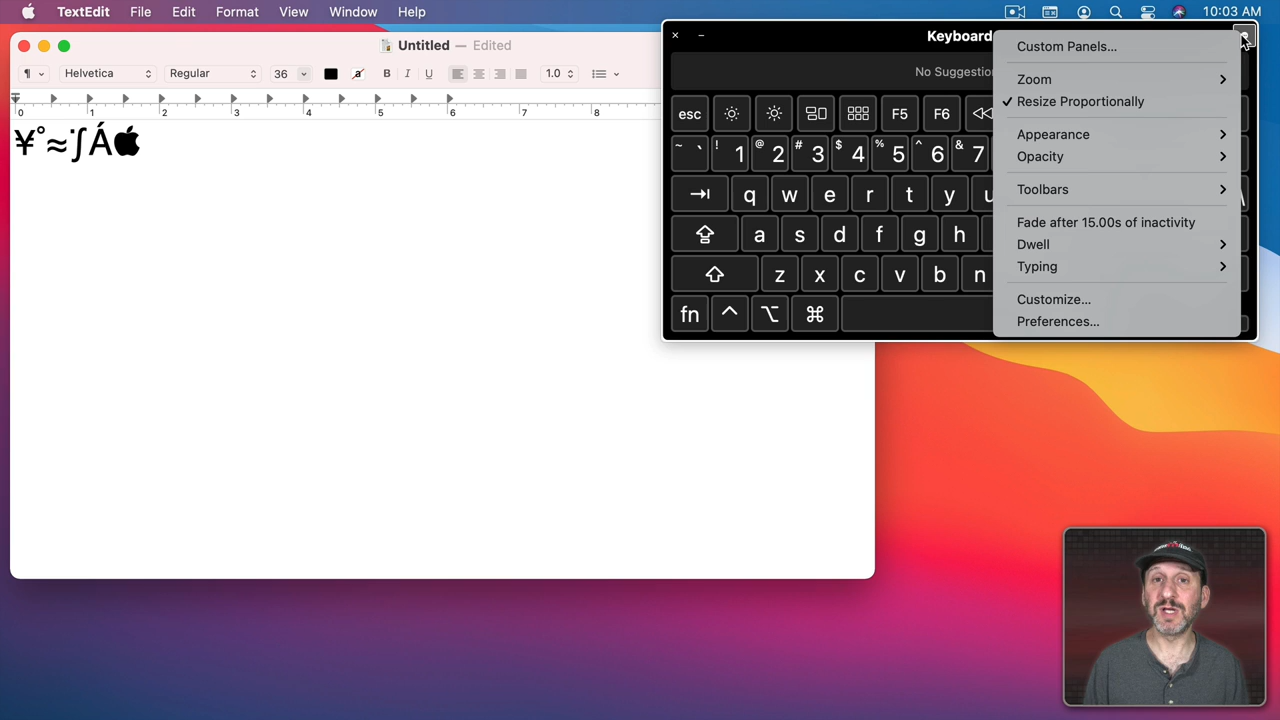 TextEdit File Edit Format View Window Help 10:03 AM
Untitled — Edited
Keyboard
¶ Helvetica Regular 36 a B I U 1.0
No Suggestio
0 1 2 3 4 5 6 7 8
¥°≈˙∫Á
esc F5 F6
~ ` ! 1 @ 2 # 3 $ 4 % 5 ^ 6 & 7
q w e r t y u \
a s d f g h
z x c v b n
fn ^ ⌥ ⌘
Custom Panels...
Zoom
✓ Resize Proportionally
Appearance
Opacity
Toolbars
Fade after 15.00s of inactivity
Dwell
Typing
Customize...
Preferences...